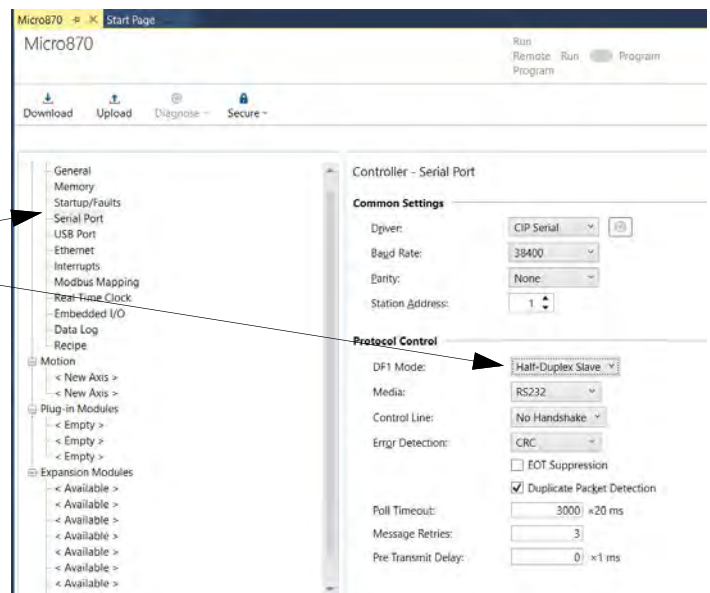 Micro870 Start Page
Micro870
Run
Remote Run Program
Program
Download Upload Diagnose Secure
General
Memory
Startup/Faults
Serial Port
USB Port
Ethernet
Interrupts
Modbus Mapping
Real Time Clock
Embedded I/O
Data Log
Recipe
Motion
< New Axis >
< New Axis >
Plug-in Modules
< Empty >
< Empty >
< Empty >
Expansion Modules
< Available >
< Available >
< Available >
< Available >
< Available >
< Available >
< Available >
Controller - Serial Port
Common Settings
Driver: CIP Serial
Baud Rate: 38400
Parity: None
Station Address: 1
Protocol Control
DF1 Mode: Half-Duplex Slave
Media: RS232
Control Line: No Handshake
Error Detection: CRC
EOT Suppression
Duplicate Packet Detection
Poll Timeout: 3000 ×20 ms
Message Retries: 3
Pre Transmit Delay: 0 ×1 ms